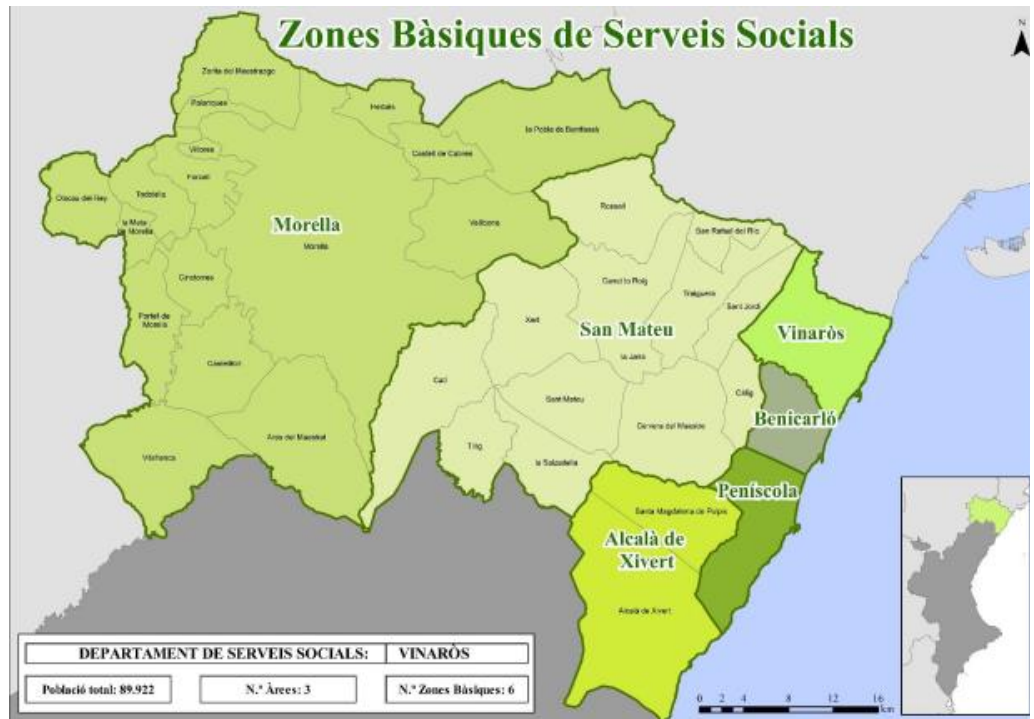 Zones Bàsiques de Serveis Socials
N
Zorita del Maestrazgo
Palanques
Herbés
la Pobla de Benifassà
Villores
Castell de Cabres
Forcall
Olocau del Rey
Todolella
la Mata
de Morella
Morella
Morella
Vallibona
Rossell
San Rafael del Río
Cinctorres
Canet lo Roig
Traiguera
Sant Jordi
Portell de
Morella
Xert
San Mateu
Vinaròs
la Jana
Castellfort
Catí
Sant Mateu
Càlig
Benicarló
Ares del Maestrat
Cervera del Maestre
Tírig
Vilafranca
la Salzadella
Peníscola
Santa Magdalena de Pulpis
Alcalà de
Xivert
Alcalà de Xivert
DEPARTAMENT DE SERVEIS SOCIALS: VINARÒS
Població total: 89.922
N.º Àrees: 3
N.º Zones Bàsiques: 6
0 2 4 8 12 16
km